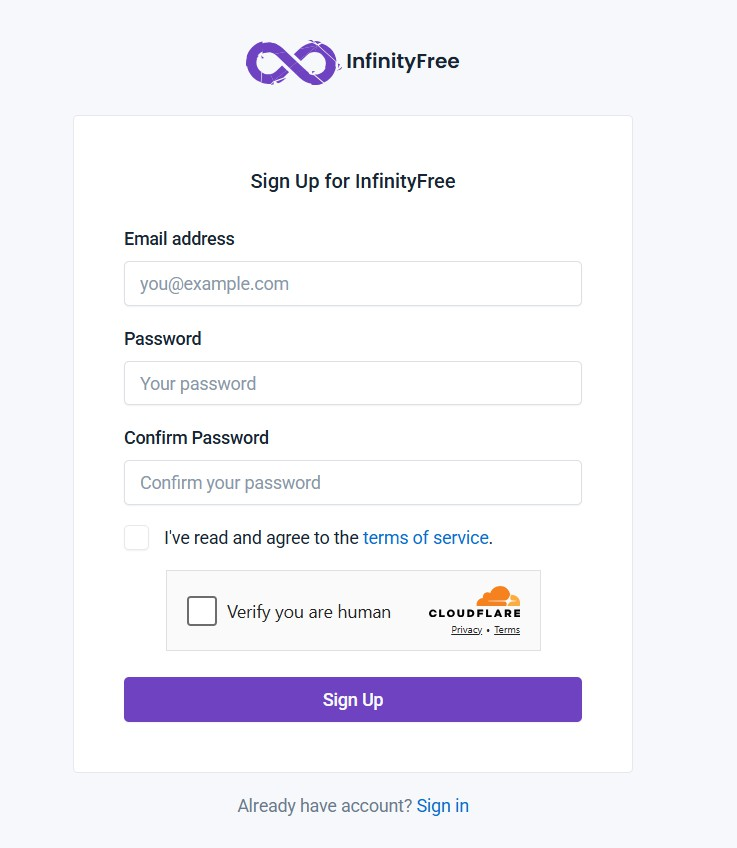 InfinityFree
Sign Up for InfinityFree
Email address
you@example.com
Password
Your password
Confirm Password
Confirm your password
I've read and agree to the terms of service.
Verify you are human
CLOUDFLARE
Privacy • Terms
Sign Up
Already have account? Sign in